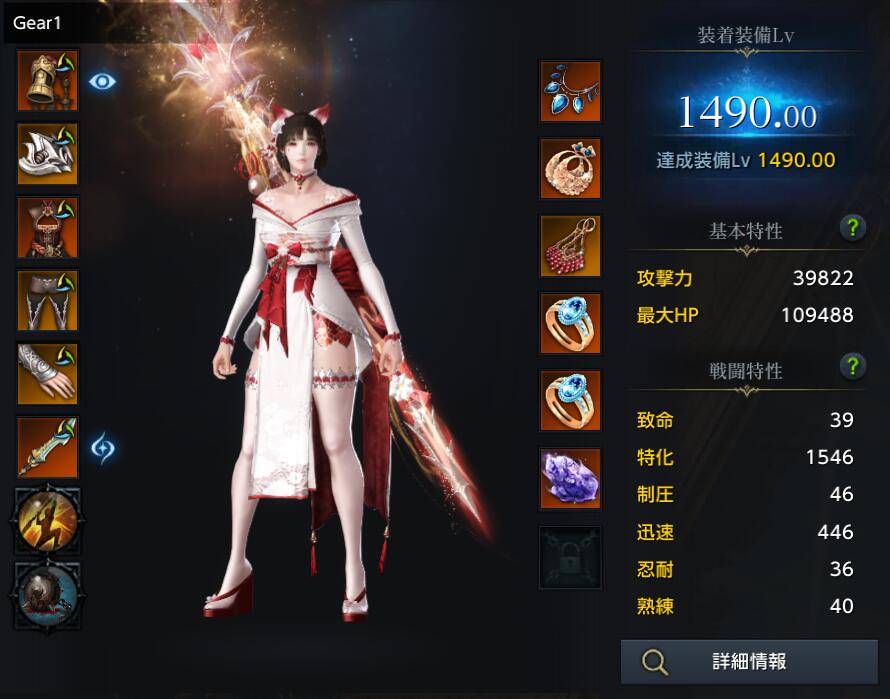 Gear1
装着装備Lv
1490.00
達成装備Lv 1490.00
基本特性 ?
攻撃力 39822
最大HP 109488
戦闘特性 ?
致命 39
特化 1546
制圧 46
迅速 446
忍耐 36
熟練 40
詳細情報